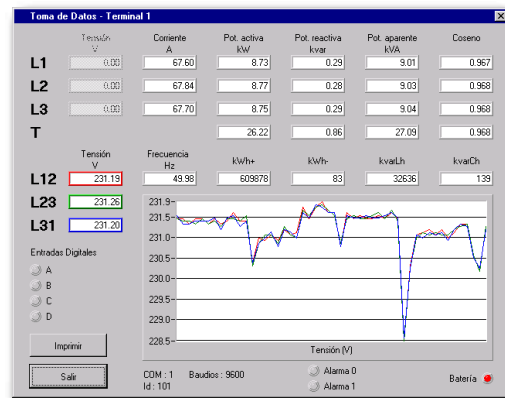 Toma de Datos - Terminal 1
Tensión V Corriente A Pot. activa kW Pot. reactiva kvar Pot. aparente kVA Coseno
L1 0.00 67.60 8.73 0.29 9.01 0.967
L2 0.00 67.84 8.77 0.28 9.03 0.968
L3 0.00 67.70 8.75 0.29 9.04 0.968
T 26.22 0.86 27.09 0.968
Tensión V Frecuencia Hz kWh+ kWh- kvarLh kvarCh
L12 231.19 49.98 609878 83 32636 139
L23 231.26
L31 231.20
231.9
231.5
231.0
230.5
230.0
229.5
229.0
228.5
Tensión (V)
Entradas Digitales
A
B
C
D
Imprimir
Salir
COM : 1 Baudios : 9600
Id : 101
Alarma 0
Alarma 1
Batería